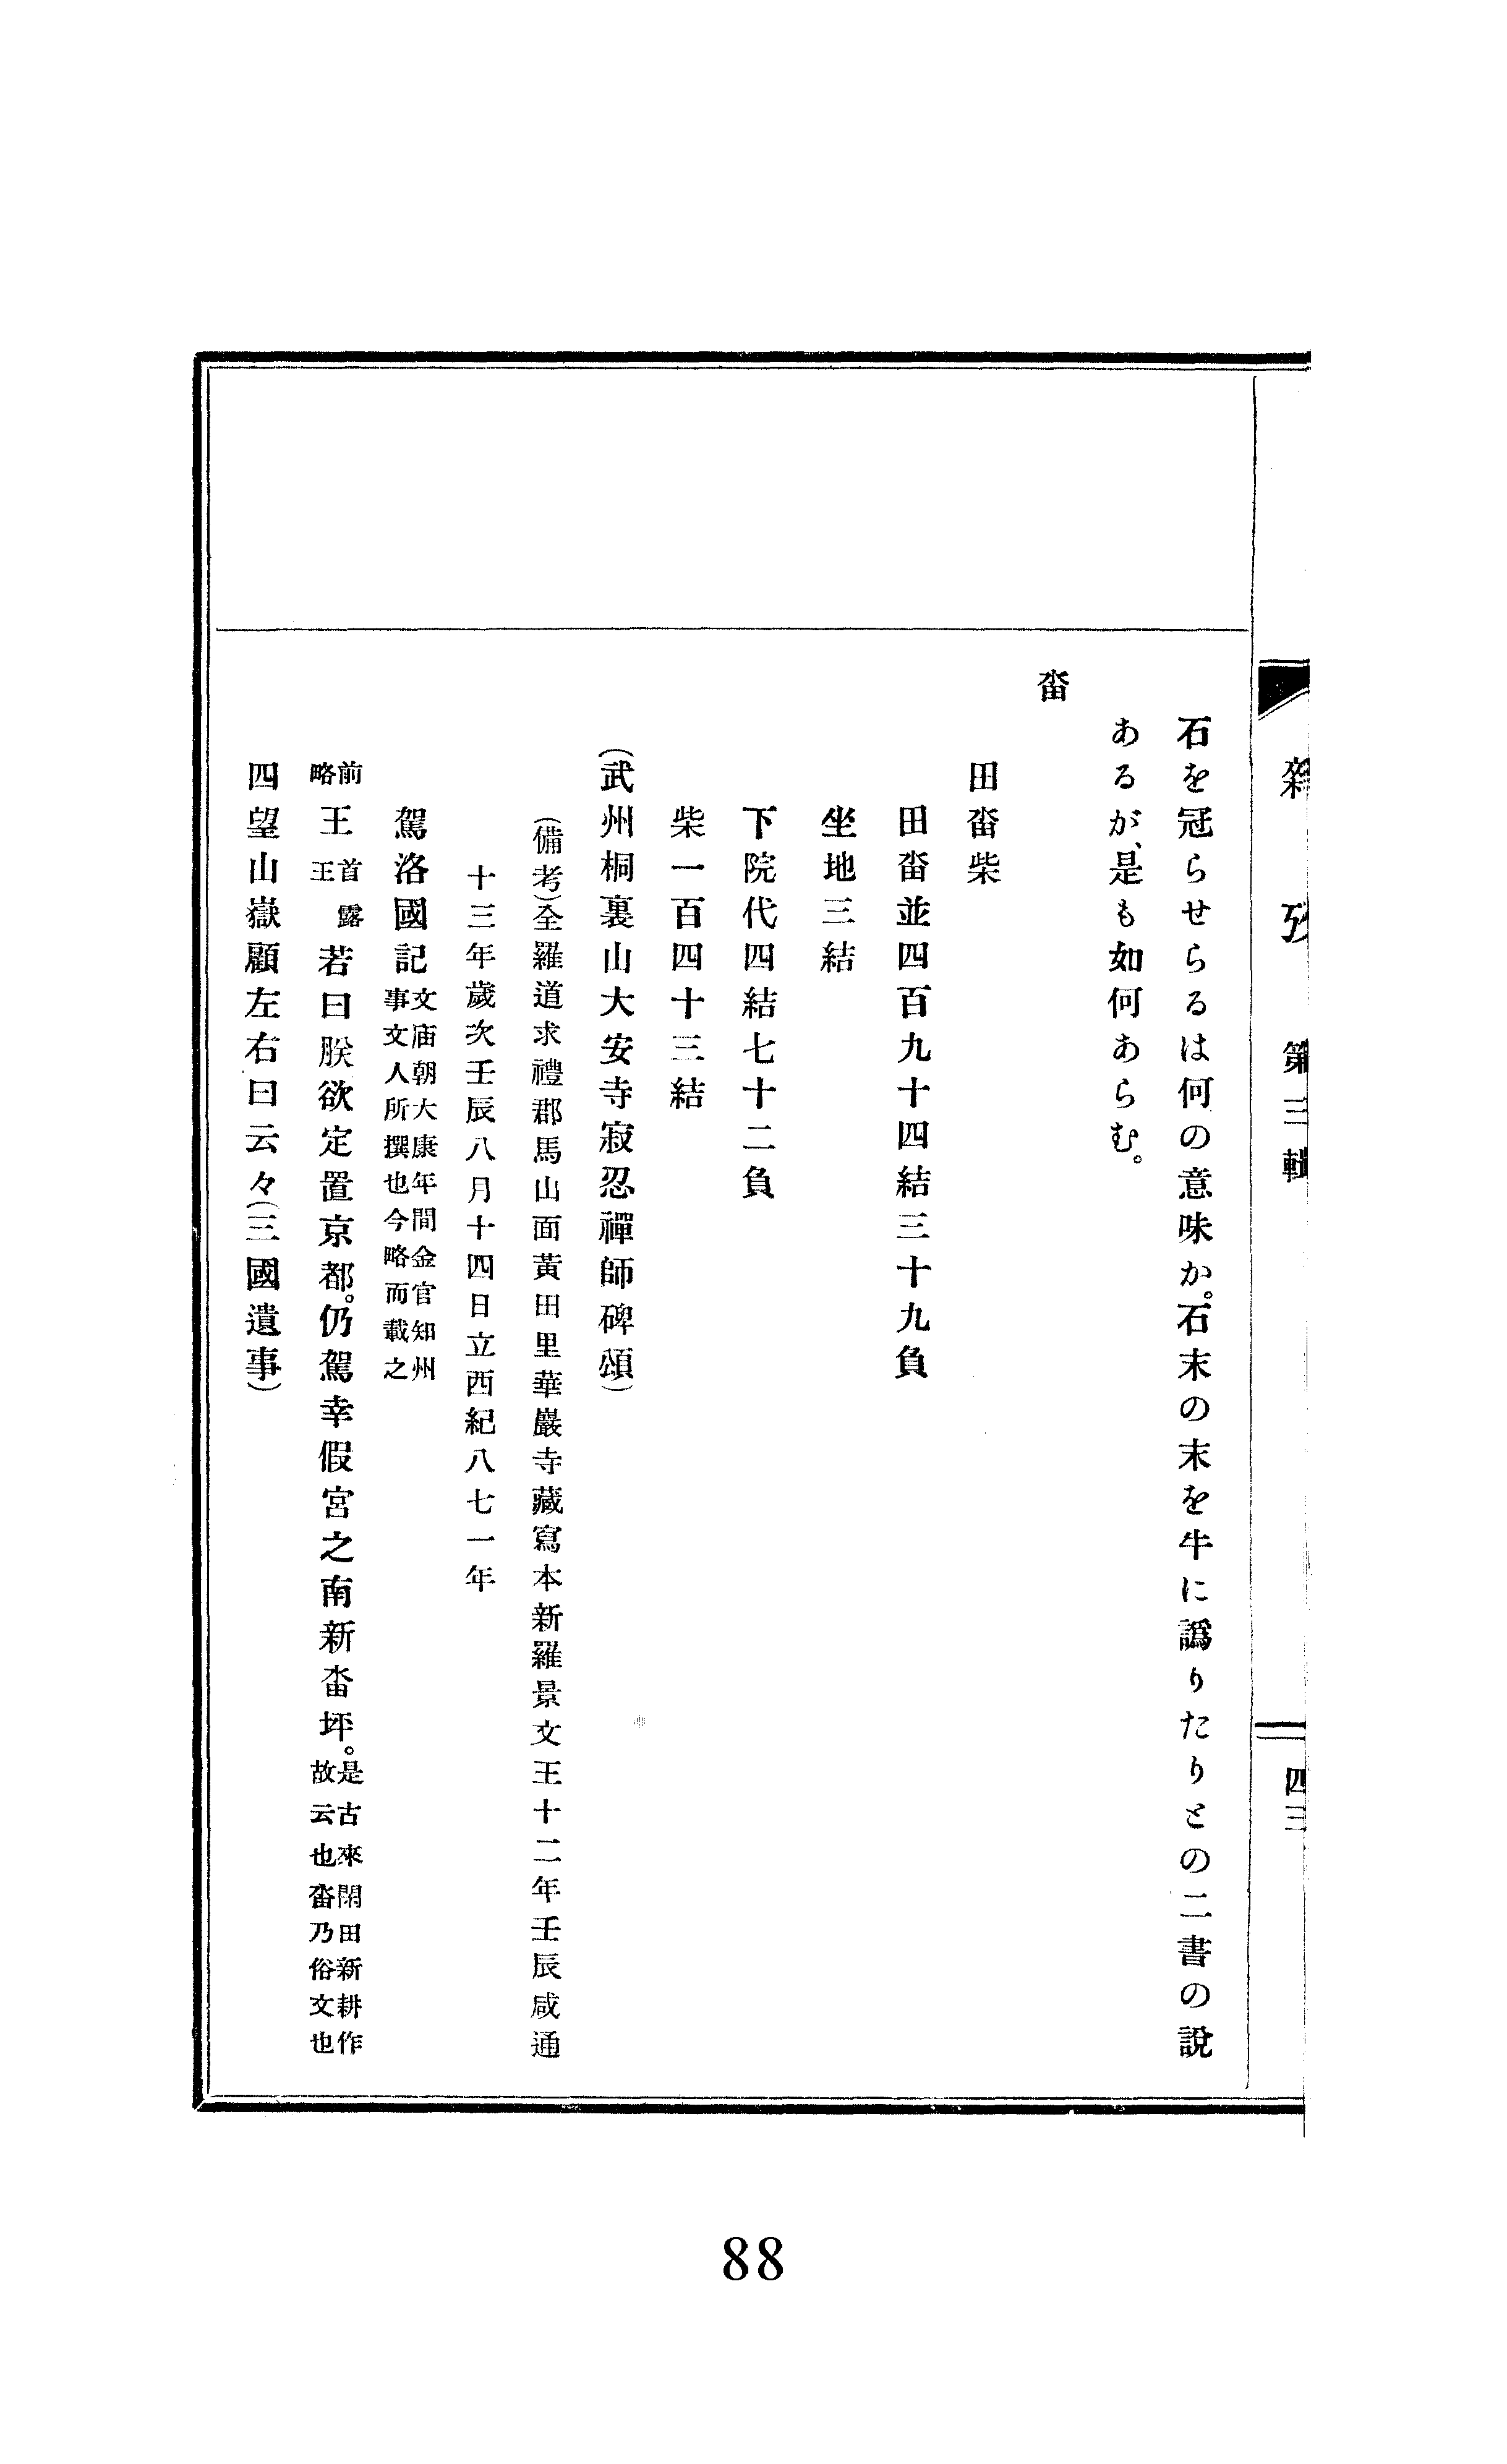 雜攷 第三輯
四三
石を冠らせらるは何の意味か。石末の末を牛に譌りたりとの二書の說
あるが、是も如何あらむ。
畓
田畓柴
田畓並四百九十四結三十九負
坐地三結
下院代四結七十二負
柴一百四十三結
(武州桐裏山大安寺寂忍禪師碑頌)
(備考)全羅道求禮郡馬山面黃田里華嚴寺藏寫本新羅景文王十二年壬辰咸通
十三年歲次壬辰八月十四日立西紀八七一年
駕洛國記文庙朝大康年間金官知州事文人所撰也今略而載之
前略王首露王若曰朕欲定置京都。仍駕幸假宮之南新畓坪。是古來閑田新耕作故云也畓乃俗文也
四望山嶽顧左右曰云々(三國遺事)
88